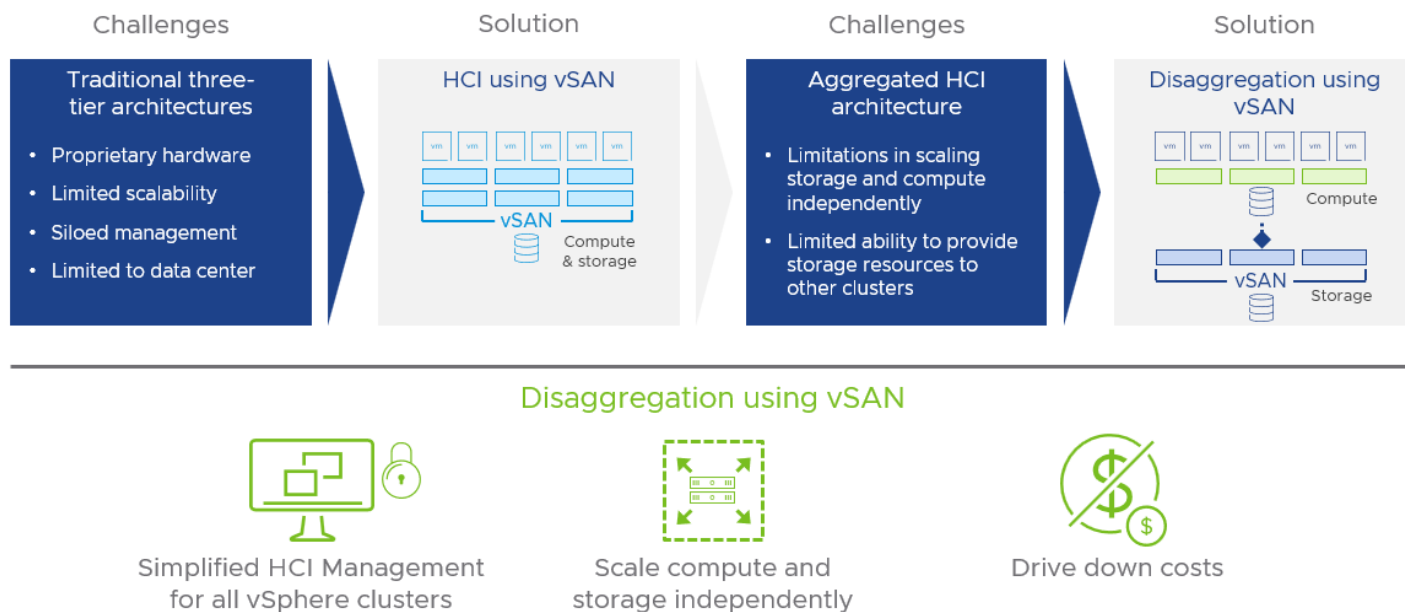 Challenges
Solution
Challenges
Solution
Traditional three-
tier architectures
• Proprietary hardware
• Limited scalability
• Siloed management
• Limited to data center
HCI using vSAN
vm vm vm vm vm vm
vSAN
Compute
& storage
Aggregated HCI
architecture
• Limitations in scaling
storage and compute
independently
• Limited ability to provide
storage resources to
other clusters
Disaggregation using
vSAN
vm vm vm vm vm vm
Compute
vSAN
Storage
Disaggregation using vSAN
$
$
Simplified HCI Management
for all vSphere clusters
Scale compute and
storage independently
Drive down costs